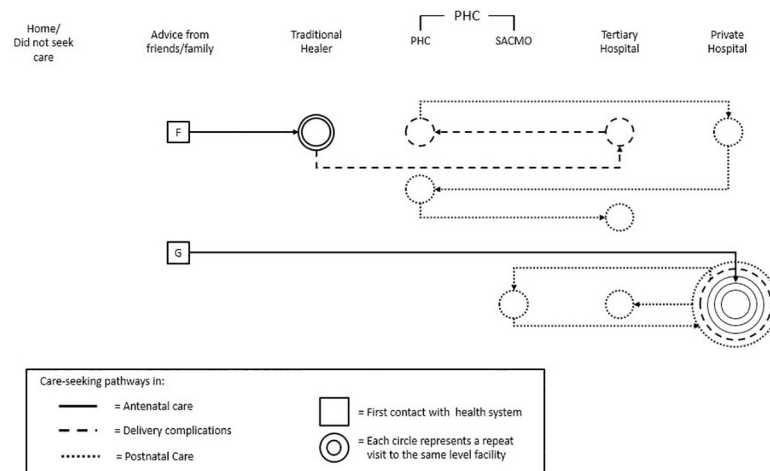 PHC
Home/
Did not seek
care
Advice from
friends/family
Traditional
Healer
PHC
SACMO
Tertiary
Hospital
Private
Hospital
F
G
Care-seeking pathways in:
= Antenatal care
= Delivery complications
= Postnatal Care
= First contact with health system
= Each circle represents a repeat
visit to the same level facility